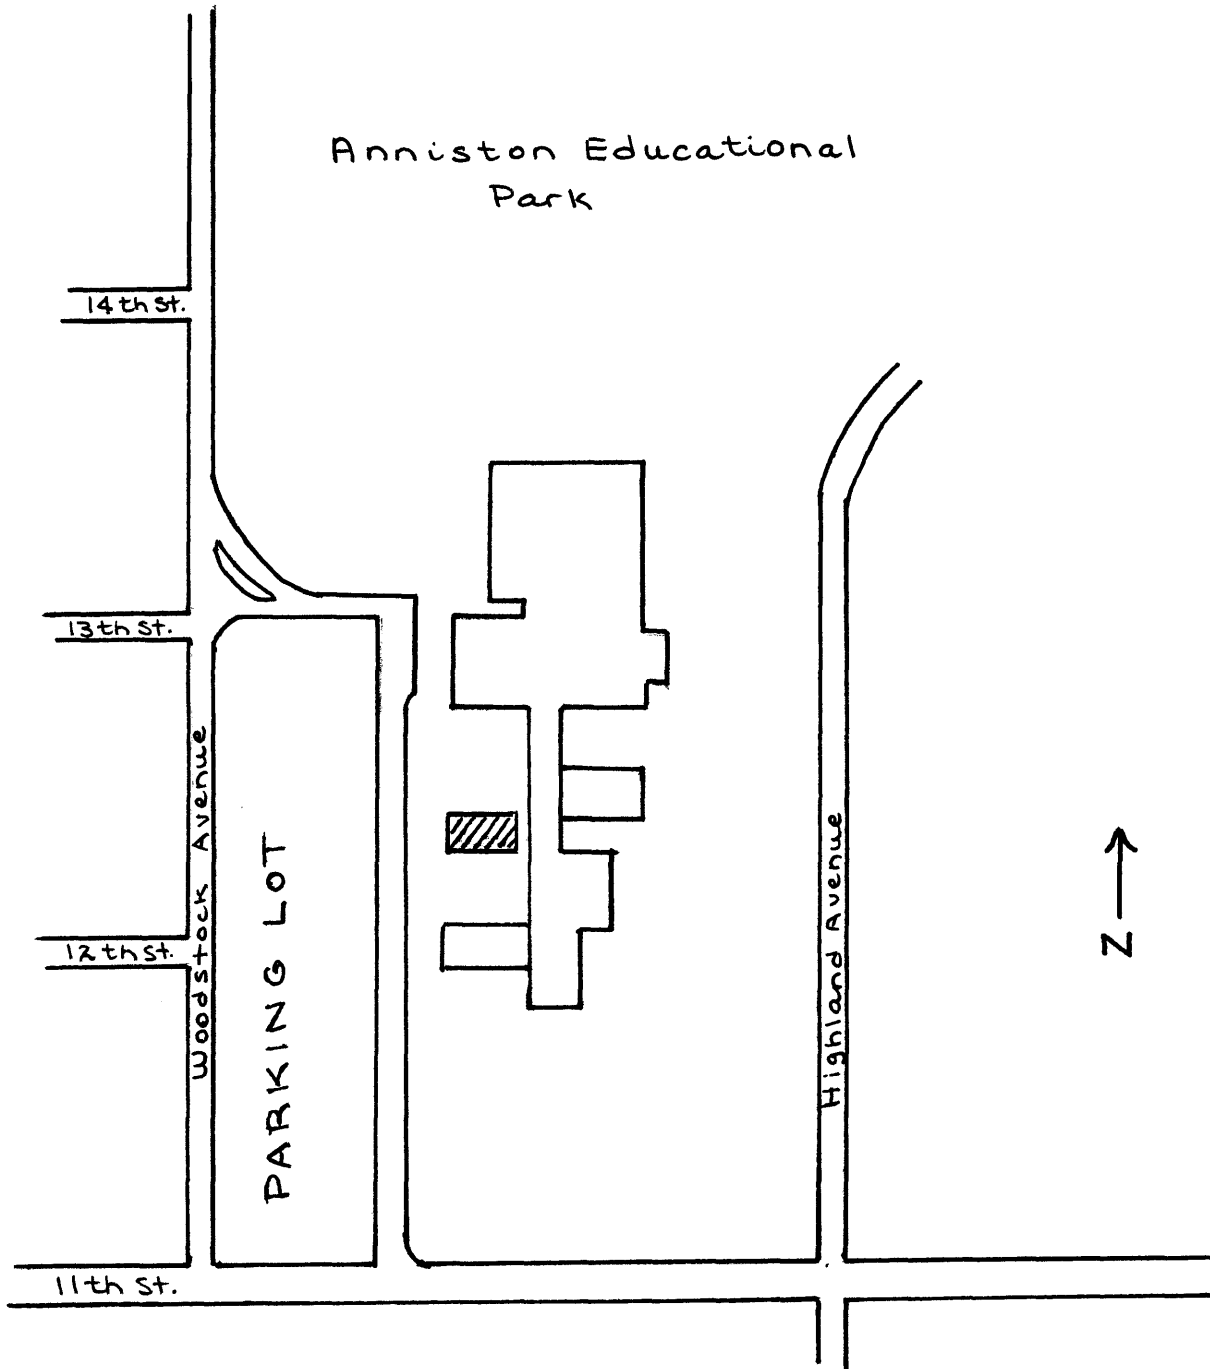 Anniston Educational
Park
14th St.
13th St.
Woodstock Avenue
PARKING LOT
Highland Avenue
12th St.
N
11th St.